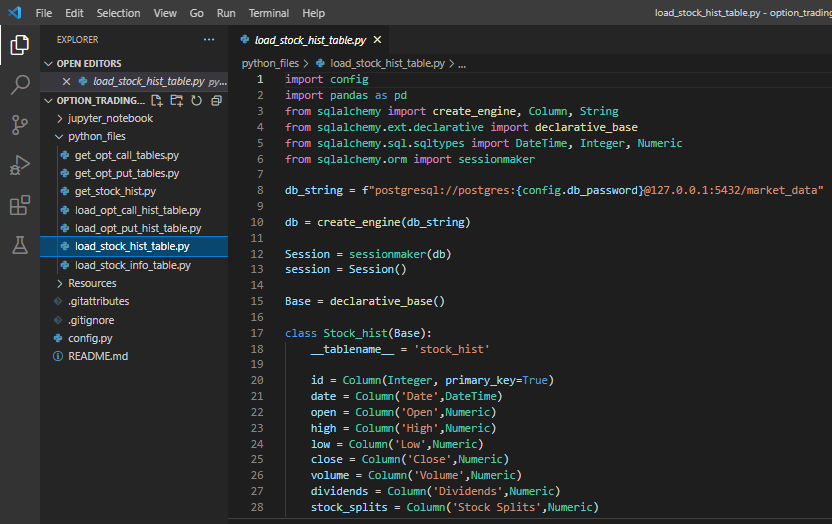 File Edit Selection View Go Run Terminal Help
load_stock_hist_table.py - option_trading
EXPLORER
OPEN EDITORS
load_stock_hist_table.py py...
OPTION_TRADING...
jupyter_notebook
python_files
get_opt_call_tables.py
get_opt_put_tables.py
get_stock_hist.py
load_opt_call_hist_table.py
load_opt_put_hist_table.py
load_stock_hist_table.py
load_stock_info_table.py
Resources
.gitattributes
.gitignore
config.py
README.md
load_stock_hist_table.py
python_files > load_stock_hist_table.py > ...
1 import config
2 import pandas as pd
3 from sqlalchemy import create_engine, Column, String
4 from sqlalchemy.ext.declarative import declarative_base
5 from sqlalchemy.sql.sqltypes import DateTime, Integer, Numeric
6 from sqlalchemy.orm import sessionmaker
7
8 db_string = f"postgresql://postgres:{config.db_password}@127.0.0.1:5432/market_data"
9
10 db = create_engine(db_string)
11
12 Session = sessionmaker(db)
13 session = Session()
14
15 Base = declarative_base()
16
17 class Stock_hist(Base):
18 __tablename__ = 'stock_hist'
19
20 id = Column(Integer, primary_key=True)
21 date = Column('Date',DateTime)
22 open = Column('Open',Numeric)
23 high = Column('High',Numeric)
24 low = Column('Low',Numeric)
25 close = Column('Close',Numeric)
26 volume = Column('Volume',Numeric)
27 dividends = Column('Dividends',Numeric)
28 stock_splits = Column('Stock Splits',Numeric)